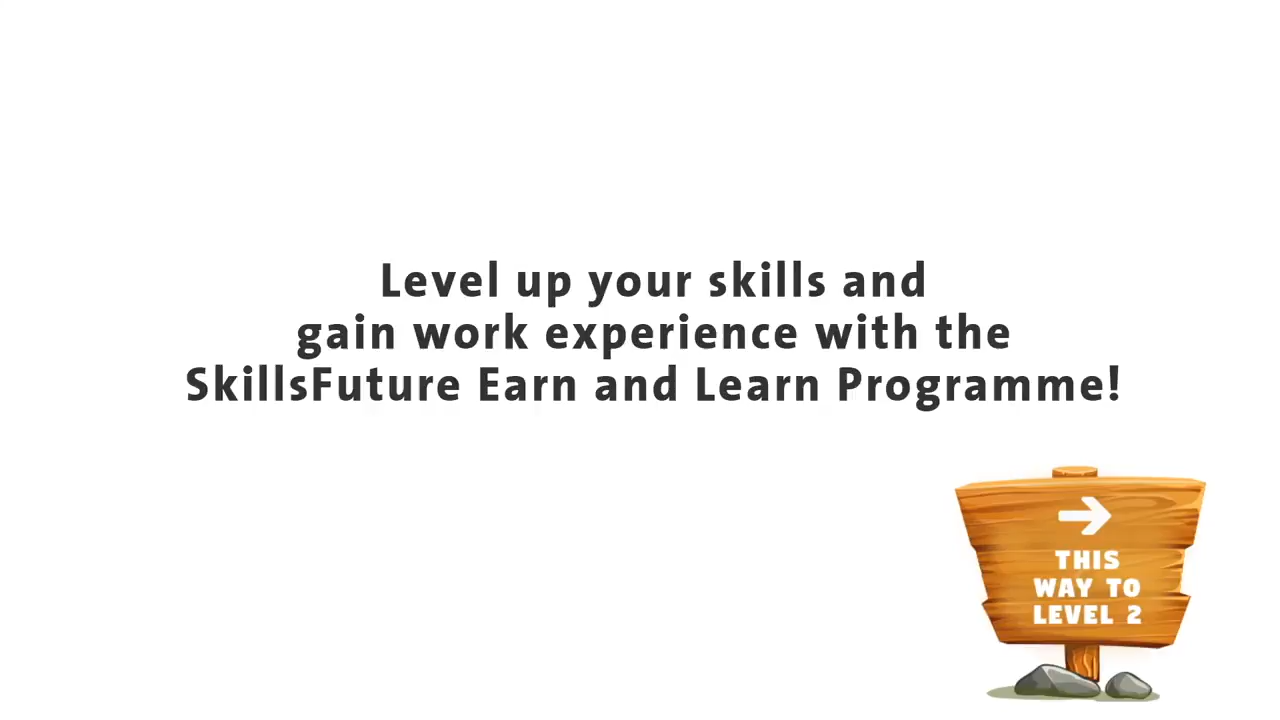 Level up your skills and
gain work experience with the
SkillsFuture Earn and Learn Programme!
THIS
WAY TO
LEVEL 2